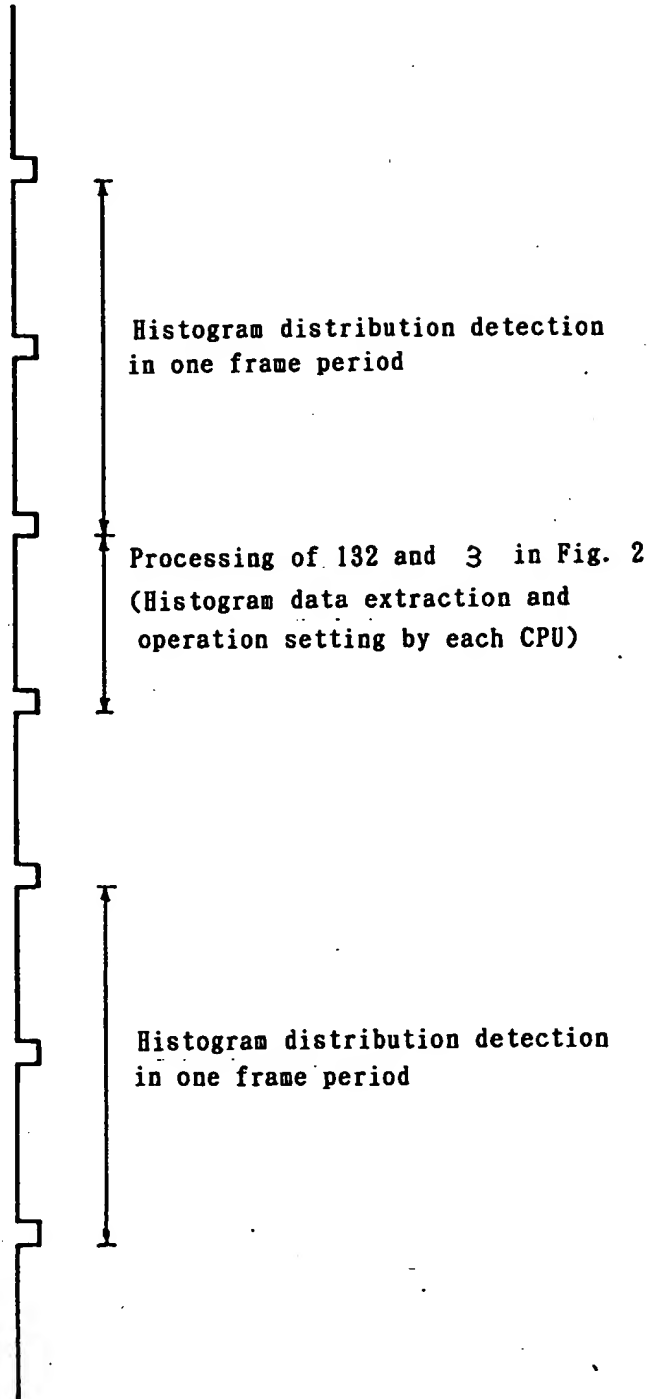 Histogram distribution detection
in one frame period
Processing of 132 and 3 in Fig. 2
(Histogram data extraction and
operation setting by each CPU)
Histogram distribution detection
in one frame period